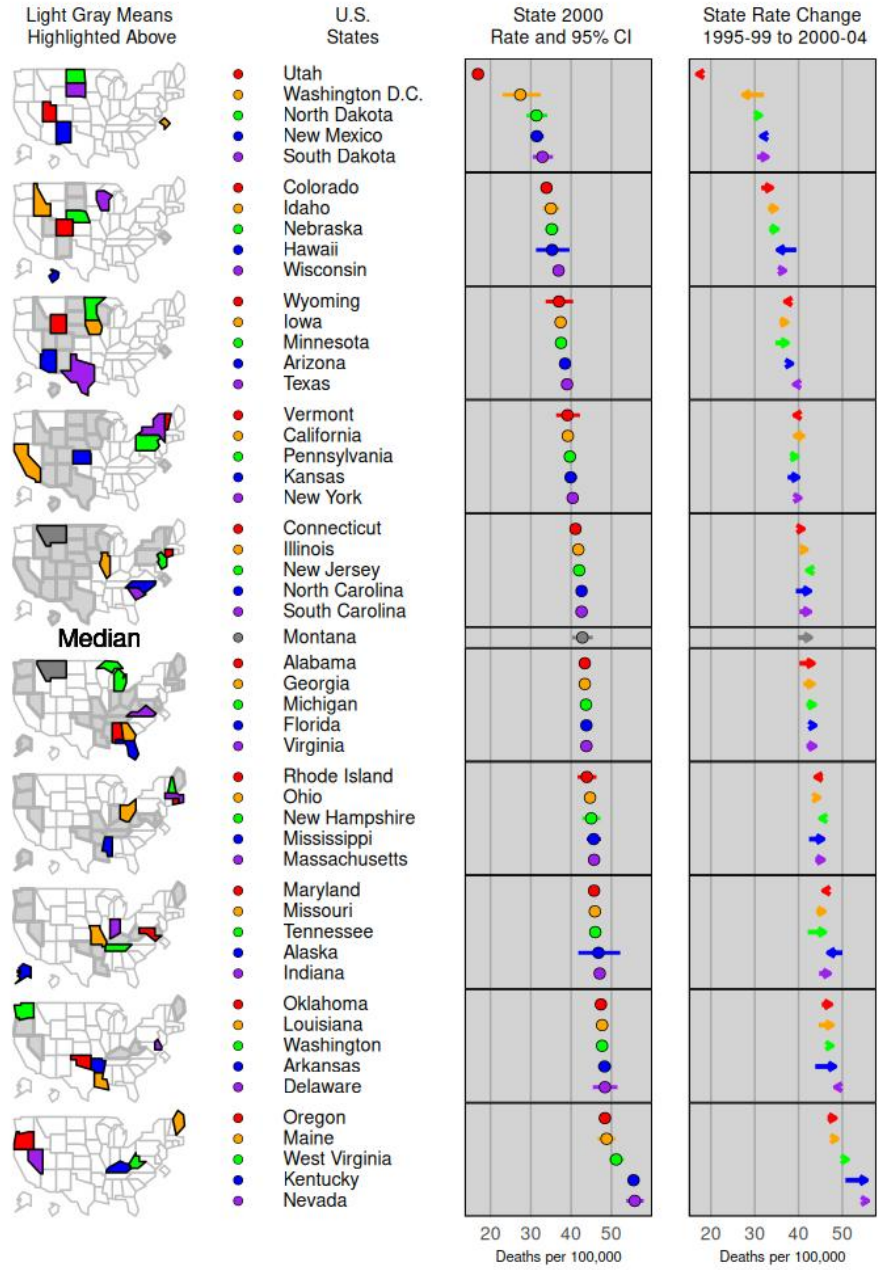 Light Gray Means
Highlighted Above
U.S.
States
State 2000
Rate and 95% CI
State Rate Change
1995-99 to 2000-04
Utah
Washington D.C.
North Dakota
New Mexico
South Dakota
Colorado
Idaho
Nebraska
Hawaii
Wisconsin
Wyoming
Iowa
Minnesota
Arizona
Texas
Vermont
California
Pennsylvania
Kansas
New York
Connecticut
Illinois
New Jersey
North Carolina
South Carolina
Median
Montana
Alabama
Georgia
Michigan
Florida
Virginia
Rhode Island
Ohio
New Hampshire
Mississippi
Massachusetts
Maryland
Missouri
Tennessee
Alaska
Indiana
Oklahoma
Louisiana
Washington
Arkansas
Delaware
Oregon
Maine
West Virginia
Kentucky
Nevada
20 30 40 50
Deaths per 100,000
20 30 40 50
Deaths per 100,000